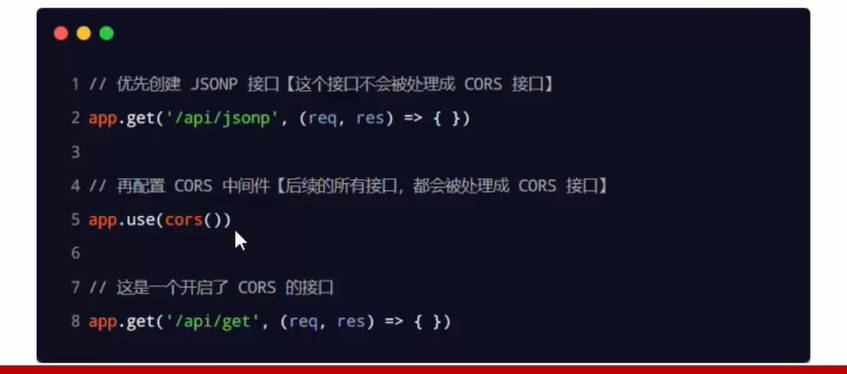 1 // 优先创建 JSONP 接口【这个接口不会被处理成 CORS 接口】
2 app.get('/api/jsonp', (req, res) => { })
3
4 // 再配置 CORS 中间件【后续的所有接口，都会被处理成 CORS 接口】
5 app.use(cors())
6
7 // 这是一个开启了 CORS 的接口
8 app.get('/api/get', (req, res) => { })